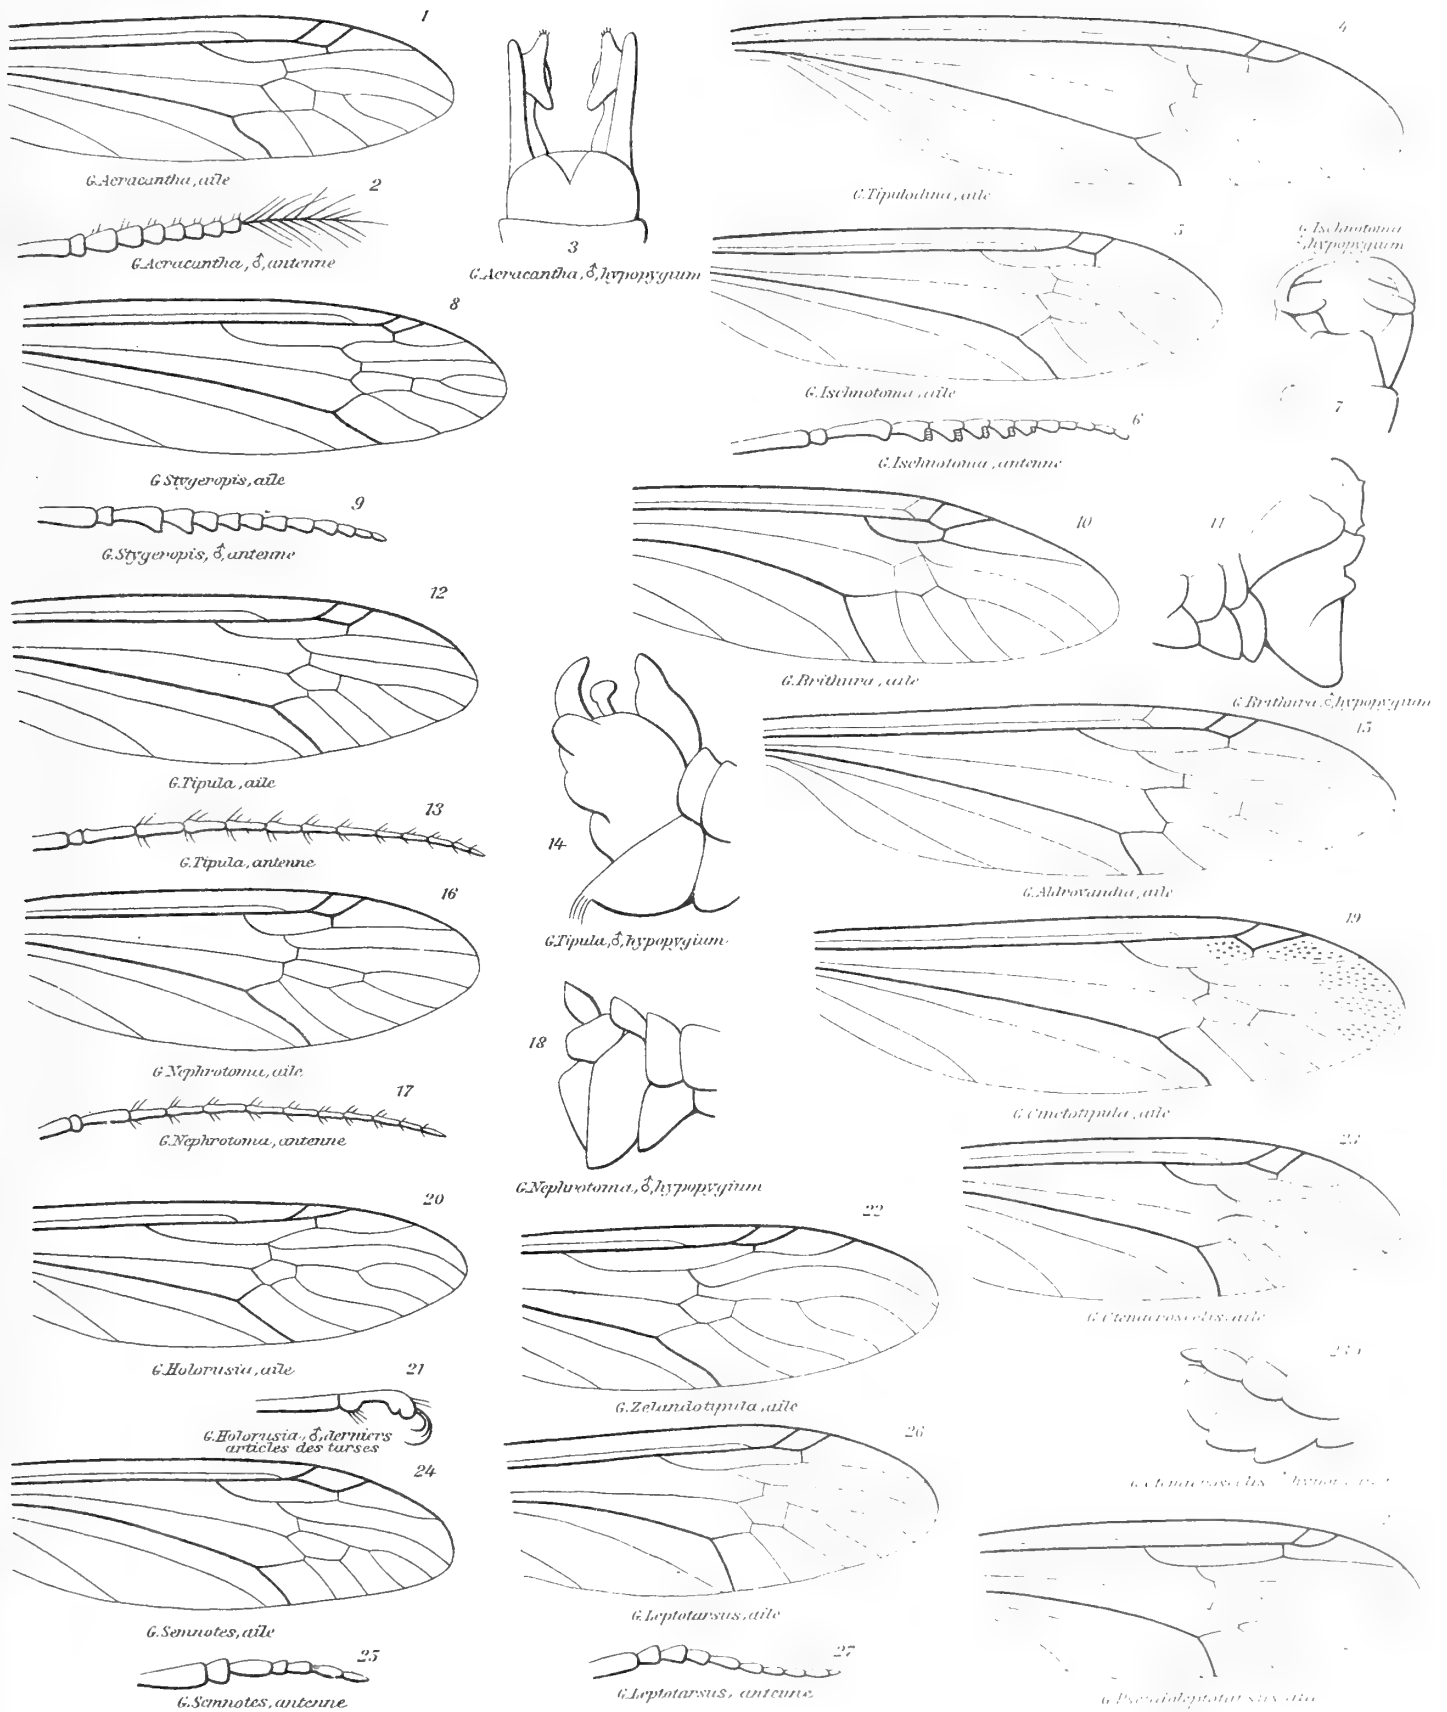 1
G. Acracantha, aile
2
G. Acracantha, ♂, antenne
3
G. Acracantha, ♂, hypopygium
4
G. Tipulodina, aile
5
G. Ischnotoma, aile
6
G. Ischnotoma, antenne
G. Ischnotoma
♂, hypopygium
7
8
G. Stygeropis, aile
9
G. Stygeropis, ♂, antenne
10
G. Brithura, aile
11
G. Brithura, ♂, hypopygium
12
G. Tipula, aile
13
G. Tipula, antenne
14
G. Tipula, ♂, hypopygium
15
G. Aldrovandia, aile
16
G. Nephrotoma, aile
17
G. Nephrotoma, antenne
18
G. Nephrotoma, ♂, hypopygium
19
G. Cinctotipula, aile
20
G. Holorusia, aile
21
G. Holorusia, ♂, derniers
articles des tarses
22
G. Zelandotipula, aile
23
G. Ctenacroscelis, aile
G. Ctenacroscelis
24
G. Semnotes, aile
25
G. Semnotes, antenne
26
G. Leptotarsus, aile
27
G. Leptotarsus, antenne
G. Pseudoleptotarsus, aile